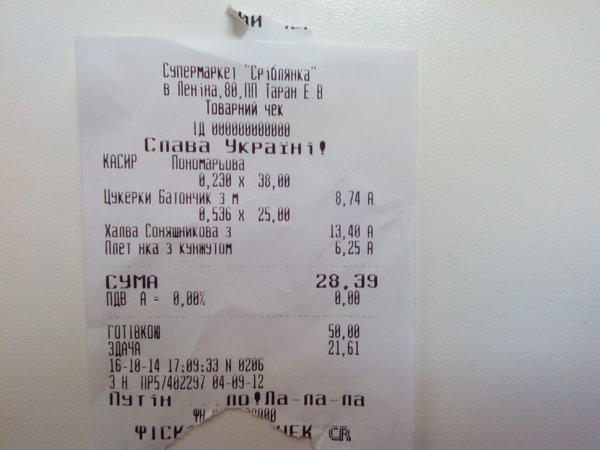 Супермаркет "Сріблянка"
в Леніна,80,ПП Таран Е В
Товарний чек
ІД 000000000000
Слава Україні!
КАСИР Пономарьова
0,230 x 38,00
Цукерки Батончик з м 8,74 А
0,536 x 25,00
Халва Соняшникова з 13,40 А
Плет нка з кунжутом 6,25 А
СУМА 28,39
ПДВ А = 0,00% 0,00
ГОТІВКОЮ 50,00
ЗДАЧА 21,61
16-10-14 17:09:33 N 0206
З Н ПР57402297 04-09-12
Путін ... ло!Ла-ла-ла